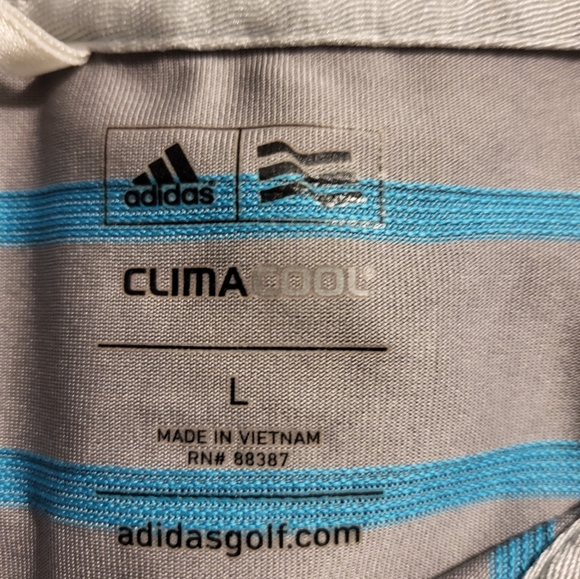 adidas
CLIMACOOL®
L
MADE IN VIETNAM
RN# 88387
adidasgolf.com